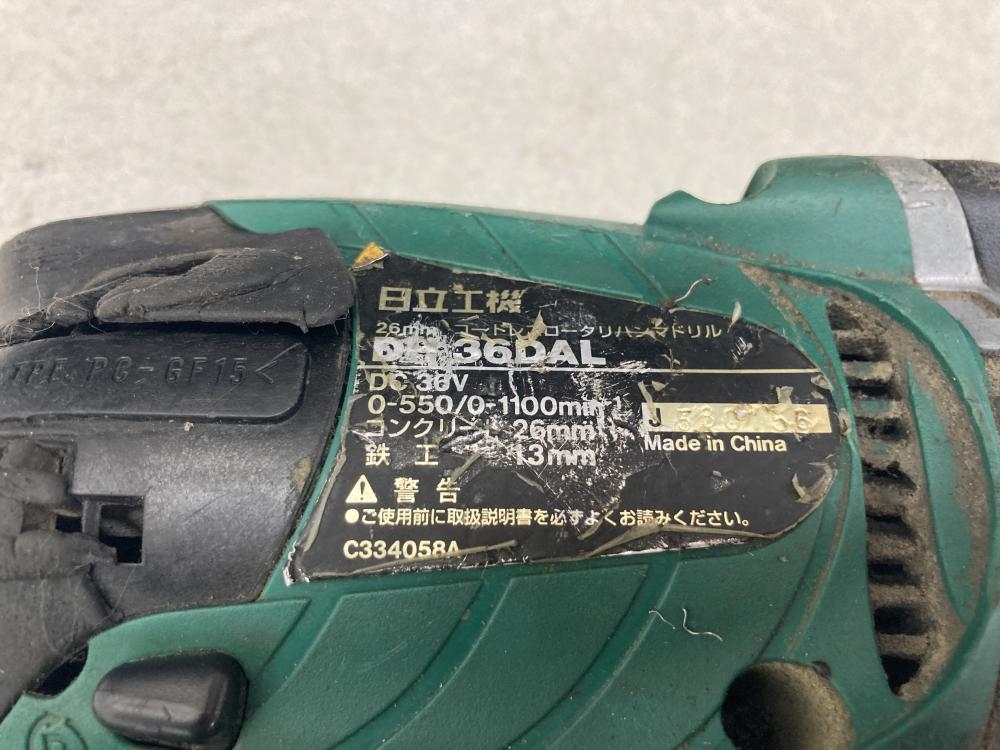 日立工機
26mm コードレスロータリハンマドリル
DH 36DAL
DC 36V
0-550/0-1100min
コンクリート 26mm
鉄工 13mm
警告
●ご使用前に取扱説明書を必ずよくお読みください。
C334058A
J
Made in China
TYPE PC-GF15<